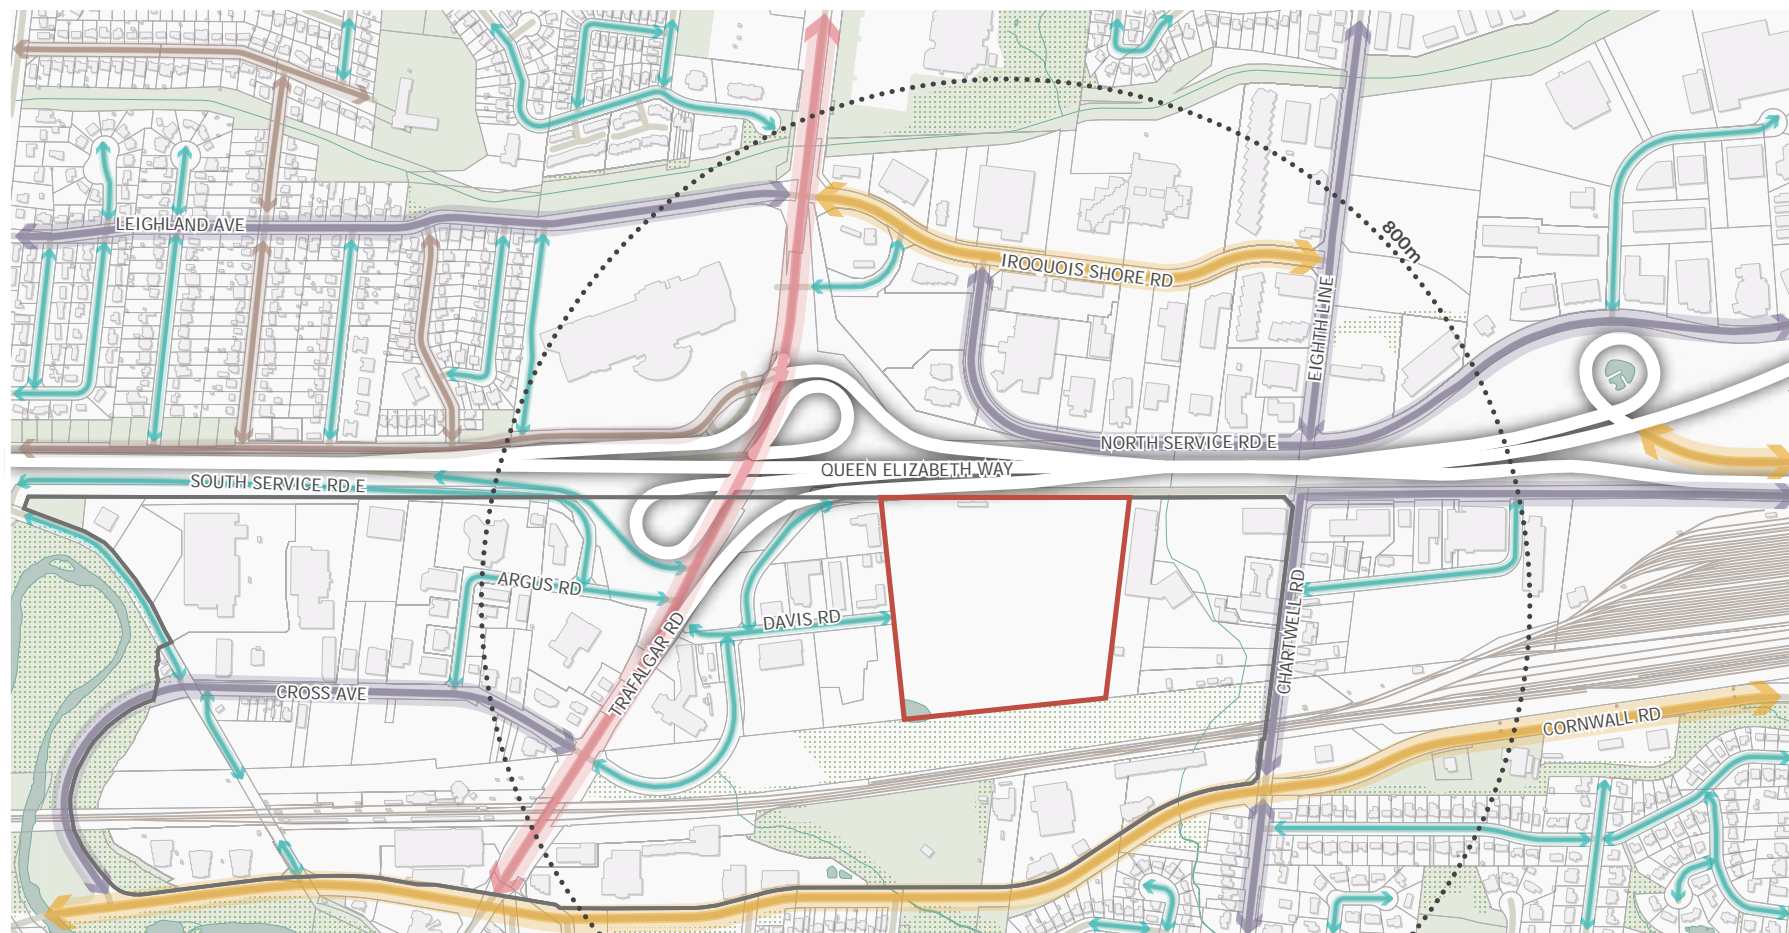 LEIGHLAND AVE
800m
IROQUOIS SHORE RD
EIGHTH LINE
NORTH SERVICE RD E
QUEEN ELIZABETH WAY
SOUTH SERVICE RD E
ARGUS RD
DAVIS RD
TRAFALGAR RD
CHARTWELL RD
CROSS AVE
CORNWALL RD